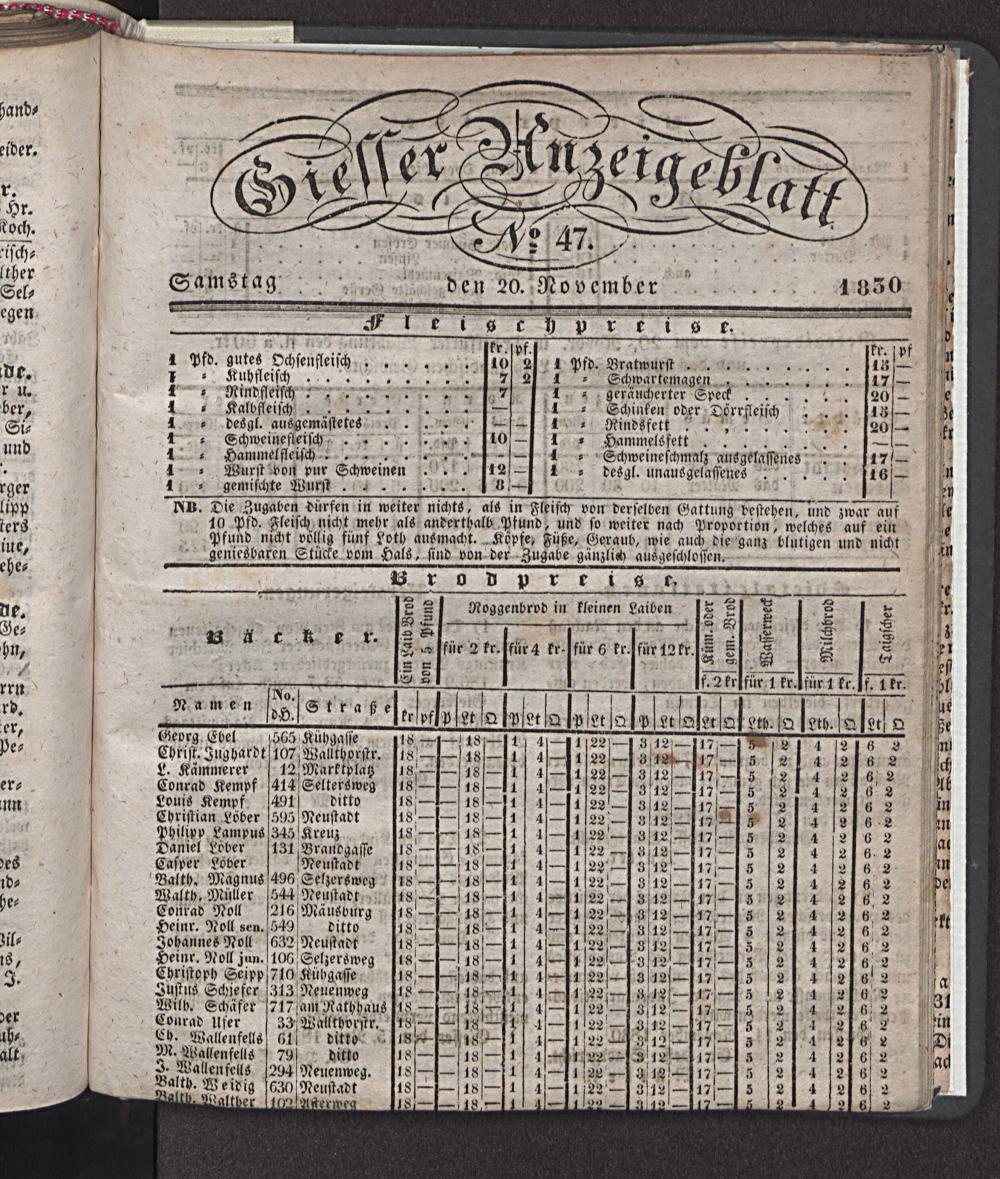 Giesser Anzeigeblatt
No 47.
Samstag den 20. November 1830
Fleischpreise.
kr. pf. kr. pf
1 Pfd. gutes Ochsenfleisch 10 2 1 Pfd. Bratwurst 13 —
1 = Kuhfleisch 7 2 1 = Schwartemagen 17 —
1 = Rindfleisch 7 1 = geräucherter Speck 20 —
1 = Kalbfleisch — 1 = Schinken oder Dörrfleisch 13 —
1 = desgl. ausgemästetes — — 1 = Rindsfett 20 —
1 = Schweinefleisch 10 — 1 = Hammelsfett — —
1 = Hammelfleisch - — 1 = Schweineschmalz ausgelassenes 17 —
1 = Wurst von pur Schweinen 12 — 1 = desgl. unausgelassenes 16 —
1 = gemischte Wurst 8 —
NB. Die Zugaben dürfen in weiter nichts, als in Fleisch von derselben Gattung bestehen, und zwar auf
10 Pfd. Fleisch nicht mehr als anderthalb Pfund, und so weiter nach Proportion, welches auf ein
Pfund nicht völlig fünf Loth ausmacht. Köpfe, Füße, Geraub, wie auch die ganz blutigen und nicht
geniesbaren Stücke vom Hals, sind von der Zugabe gänzlich ausgeschlossen.
Brodpreise.
Bäcker.
Ein Laib Brod von 5 Pfund
Roggenbrod in kleinen Laiben
für 2 kr. für 4 kr. für 6 kr. für 12 kr.
Küm. oder gem. Brod
f. 2 kr
Wasserweck
für 1 kr.
Milchbrod
für 1 kr.
Taigscher
f. 1 kr.
Namen No. d.H. Straße kr pf P Lt Q P Lt Q P Lt Q P Lt Q Lt Q Lth. Q Lth. Q Lt Q
Georg Ebel 565 Kühgasse 18 — — 18 — 1 4 — 1 22 — 3 12 — 17 — 5 2 4 2 6 2
Christ. Jughardt 107 Wallthorstr. 18 — — 18 — 1 4 — 1 22 — 3 12 — 17 — 5 2 4 2 6 2
L. Kämmerer 12 Marktplatz 18 — — 18 — 1 4 — 1 22 — 3 12 — 17 — 5 2 4 2 6 2
Conrad Kempf 414 Seltersweg 18 — — 18 — 1 4 — 1 22 — 3 12 — 17 — 5 2 4 2 6 2
Louis Kempf 491 ditto 18 — — 18 — 1 4 — 1 22 — 3 12 — 17 — 5 2 4 2 6 2
Christian Löber 595 Neustadt 18 — — 18 — 1 4 — 1 22 — 3 12 — 17 — 5 2 4 2 6 2
Philipp Lampus 345 Kreuz 18 — — 18 — 1 4 — 1 22 — 3 12 — 17 — 5 2 4 2 6 2
Daniel Löber 131 Brandgasse 18 — — 18 — 1 4 — 1 22 — 3 12 — 17 — 5 2 4 2 6 2
Casper Löber Neustadt 18 — — 18 — 1 4 — 1 22 — 3 12 — 17 — 5 2 4 2 6 2
Balth. Magnus 496 Selzersweg 18 — — 18 — 1 4 — 1 22 — 3 12 — 17 — 5 2 4 2 6 2
Walth. Müller 544 Neustadt 18 — — 18 — 1 4 — 1 22 — 3 12 — 17 — 5 2 4 2 6 2
Conrad Noll 216 Mäusburg 18 — — 18 — 1 4 — 1 22 — 3 12 — 17 — 5 2 4 2 6 2
Heinr. Noll sen. 549 ditto 18 — — 18 — 1 4 — 1 22 — 3 12 — 17 — 5 2 4 2 6 2
Johannes Noll 632 Neustadt 18 — — 18 — 1 4 — 1 22 — 3 12 — 17 — 5 2 4 2 6 2
Heinr. Noll jun. 106 Selzersweg 18 — — 18 — 1 4 — 1 22 — 3 12 — 17 — 5 2 4 2 6 2
Christoph Seipp 710 Kühgasse 18 — — 18 — 1 4 — 1 22 — 3 12 — 17 — 5 2 4 2 6 2
Justus Schiefer 313 Neuenweg 18 — — 18 — 1 4 — 1 22 — 3 12 — 17 — 5 2 4 2 6 2
Wilh. Schäfer 717 am Rathhaus 18 — — 18 — 1 4 — 1 22 — 3 12 — 17 — 5 2 4 2 6 2
Conrad User 33 Wallthorstr. 18 — — 18 — 1 4 — 1 22 — 3 12 — 17 — 5 2 4 2 6 2
Ch. Wallenfells 61 ditto 18 — — 18 — 1 4 — 1 22 — 3 12 — 17 — 5 2 4 2 6 2
M. Wallenfells 79 ditto 18 — — 18 — 1 4 — 1 22 — 3 12 — 17 — 5 2 4 2 6 2
J. Wallenfells 294 Neuenweg. 18 — — 18 — 1 4 — 1 22 — 3 12 — 17 — 5 2 4 2 6 2
Balth. Weidig 630 Neustadt 18 — — 18 — 1 4 — 1 22 — 3 12 — 17 — 5 2 4 2 6 2
Balth. Walther 102 Asterweg 18 — — 18 — 1 4 — 1 22 — 3 12 — 17 — 5 2 4 2 6 2